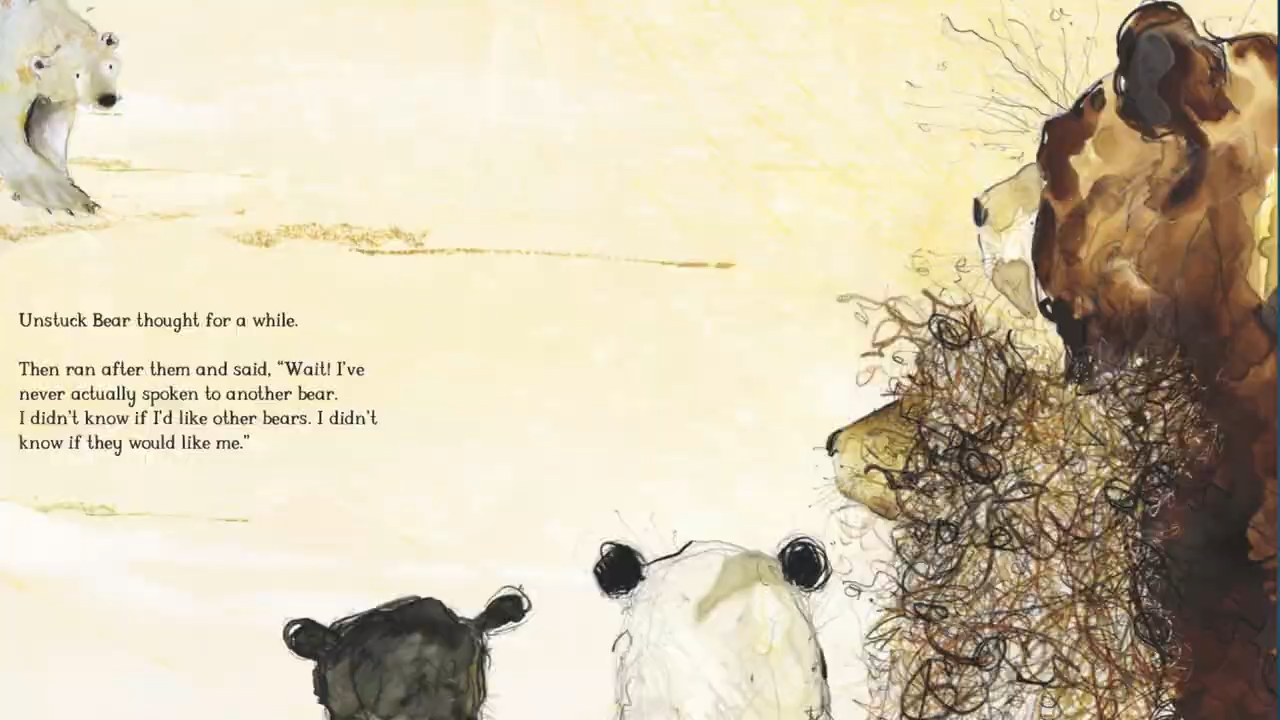 Unstuck Bear thought for a while.
Then ran after them and said, “Wait! I’ve
never actually spoken to another bear.
I didn’t know if I’d like other bears. I didn’t
know if they would like me.”